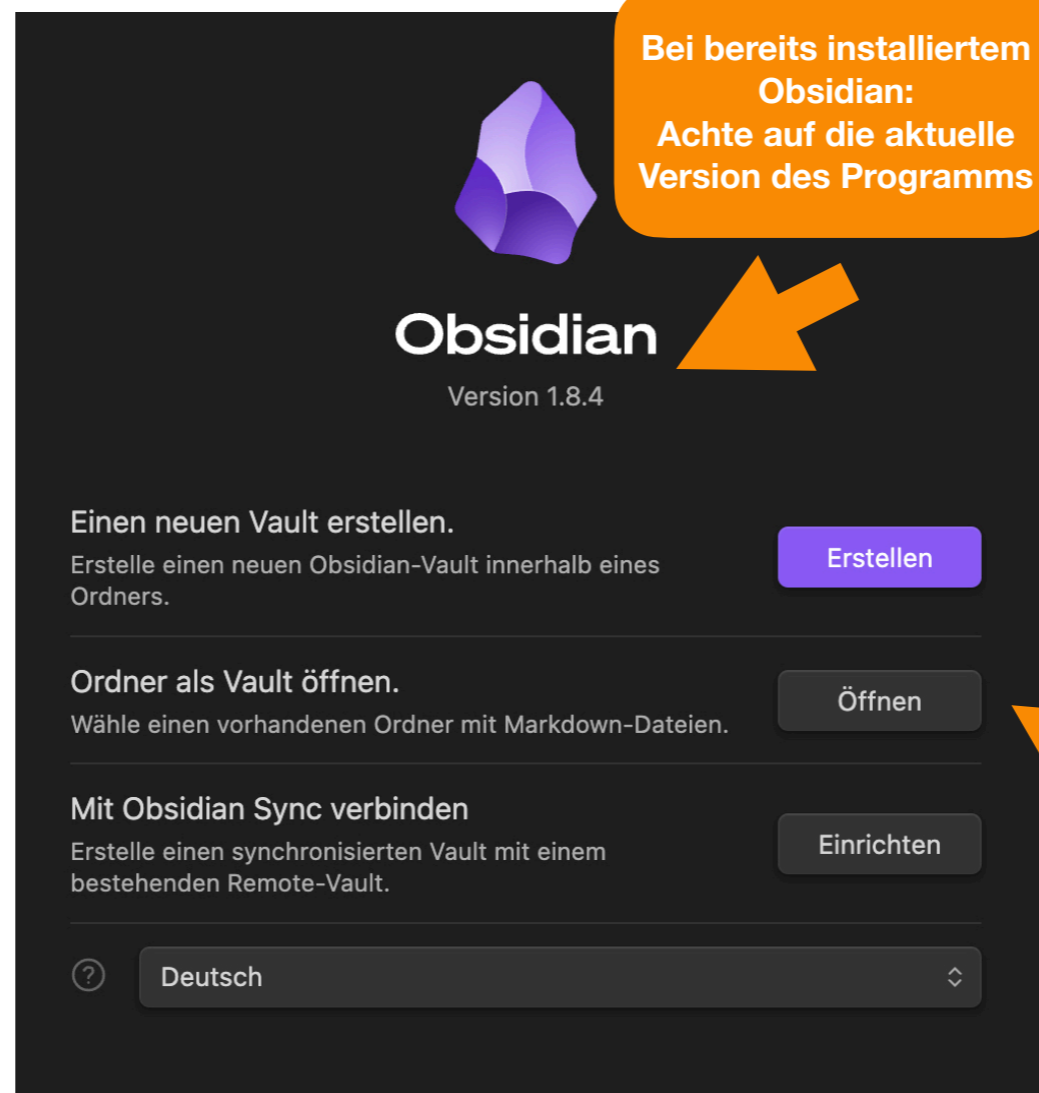 Bei bereits installiertem
Obsidian:
Achte auf die aktuelle
Version des Programms
Obsidian
Version 1.8.4
Einen neuen Vault erstellen.
Erstelle einen neuen Obsidian-Vault innerhalb eines
Ordners.
Erstellen
Ordner als Vault öffnen.
Wähle einen vorhandenen Ordner mit Markdown-Dateien.
Öffnen
Mit Obsidian Sync verbinden
Erstelle einen synchronisierten Vault mit einem
bestehenden Remote-Vault.
Einrichten
?
Deutsch